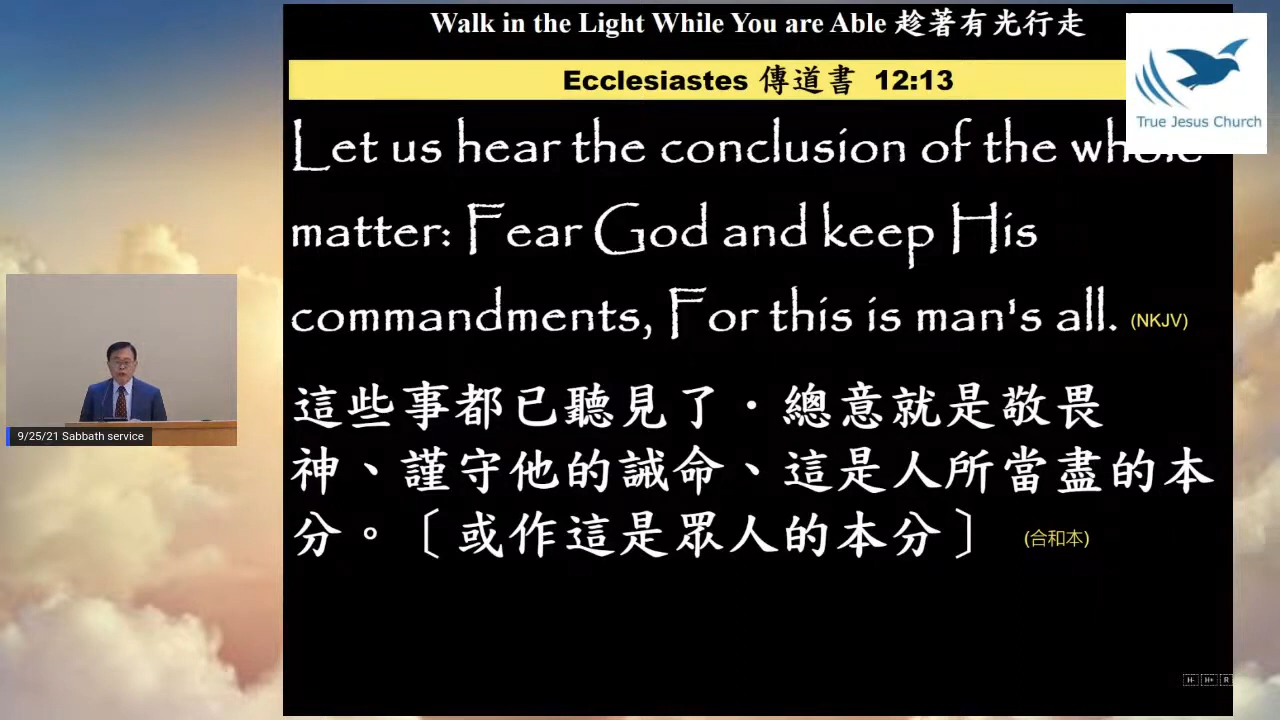 Walk in the Light While You are Able 趁著有光行走
Ecclesiastes 傳道書 12:13
True Jesus Church
Let us hear the conclusion of the whole
matter: Fear God and keep His
commandments, For this is man's all. (NKJV)
這些事都已聽見了．總意就是敬畏
神、謹守他的誡命、這是人所當盡的本
分。〔或作這是眾人的本分〕 (合和本)
9/25/21 Sabbath service
H- H+ R